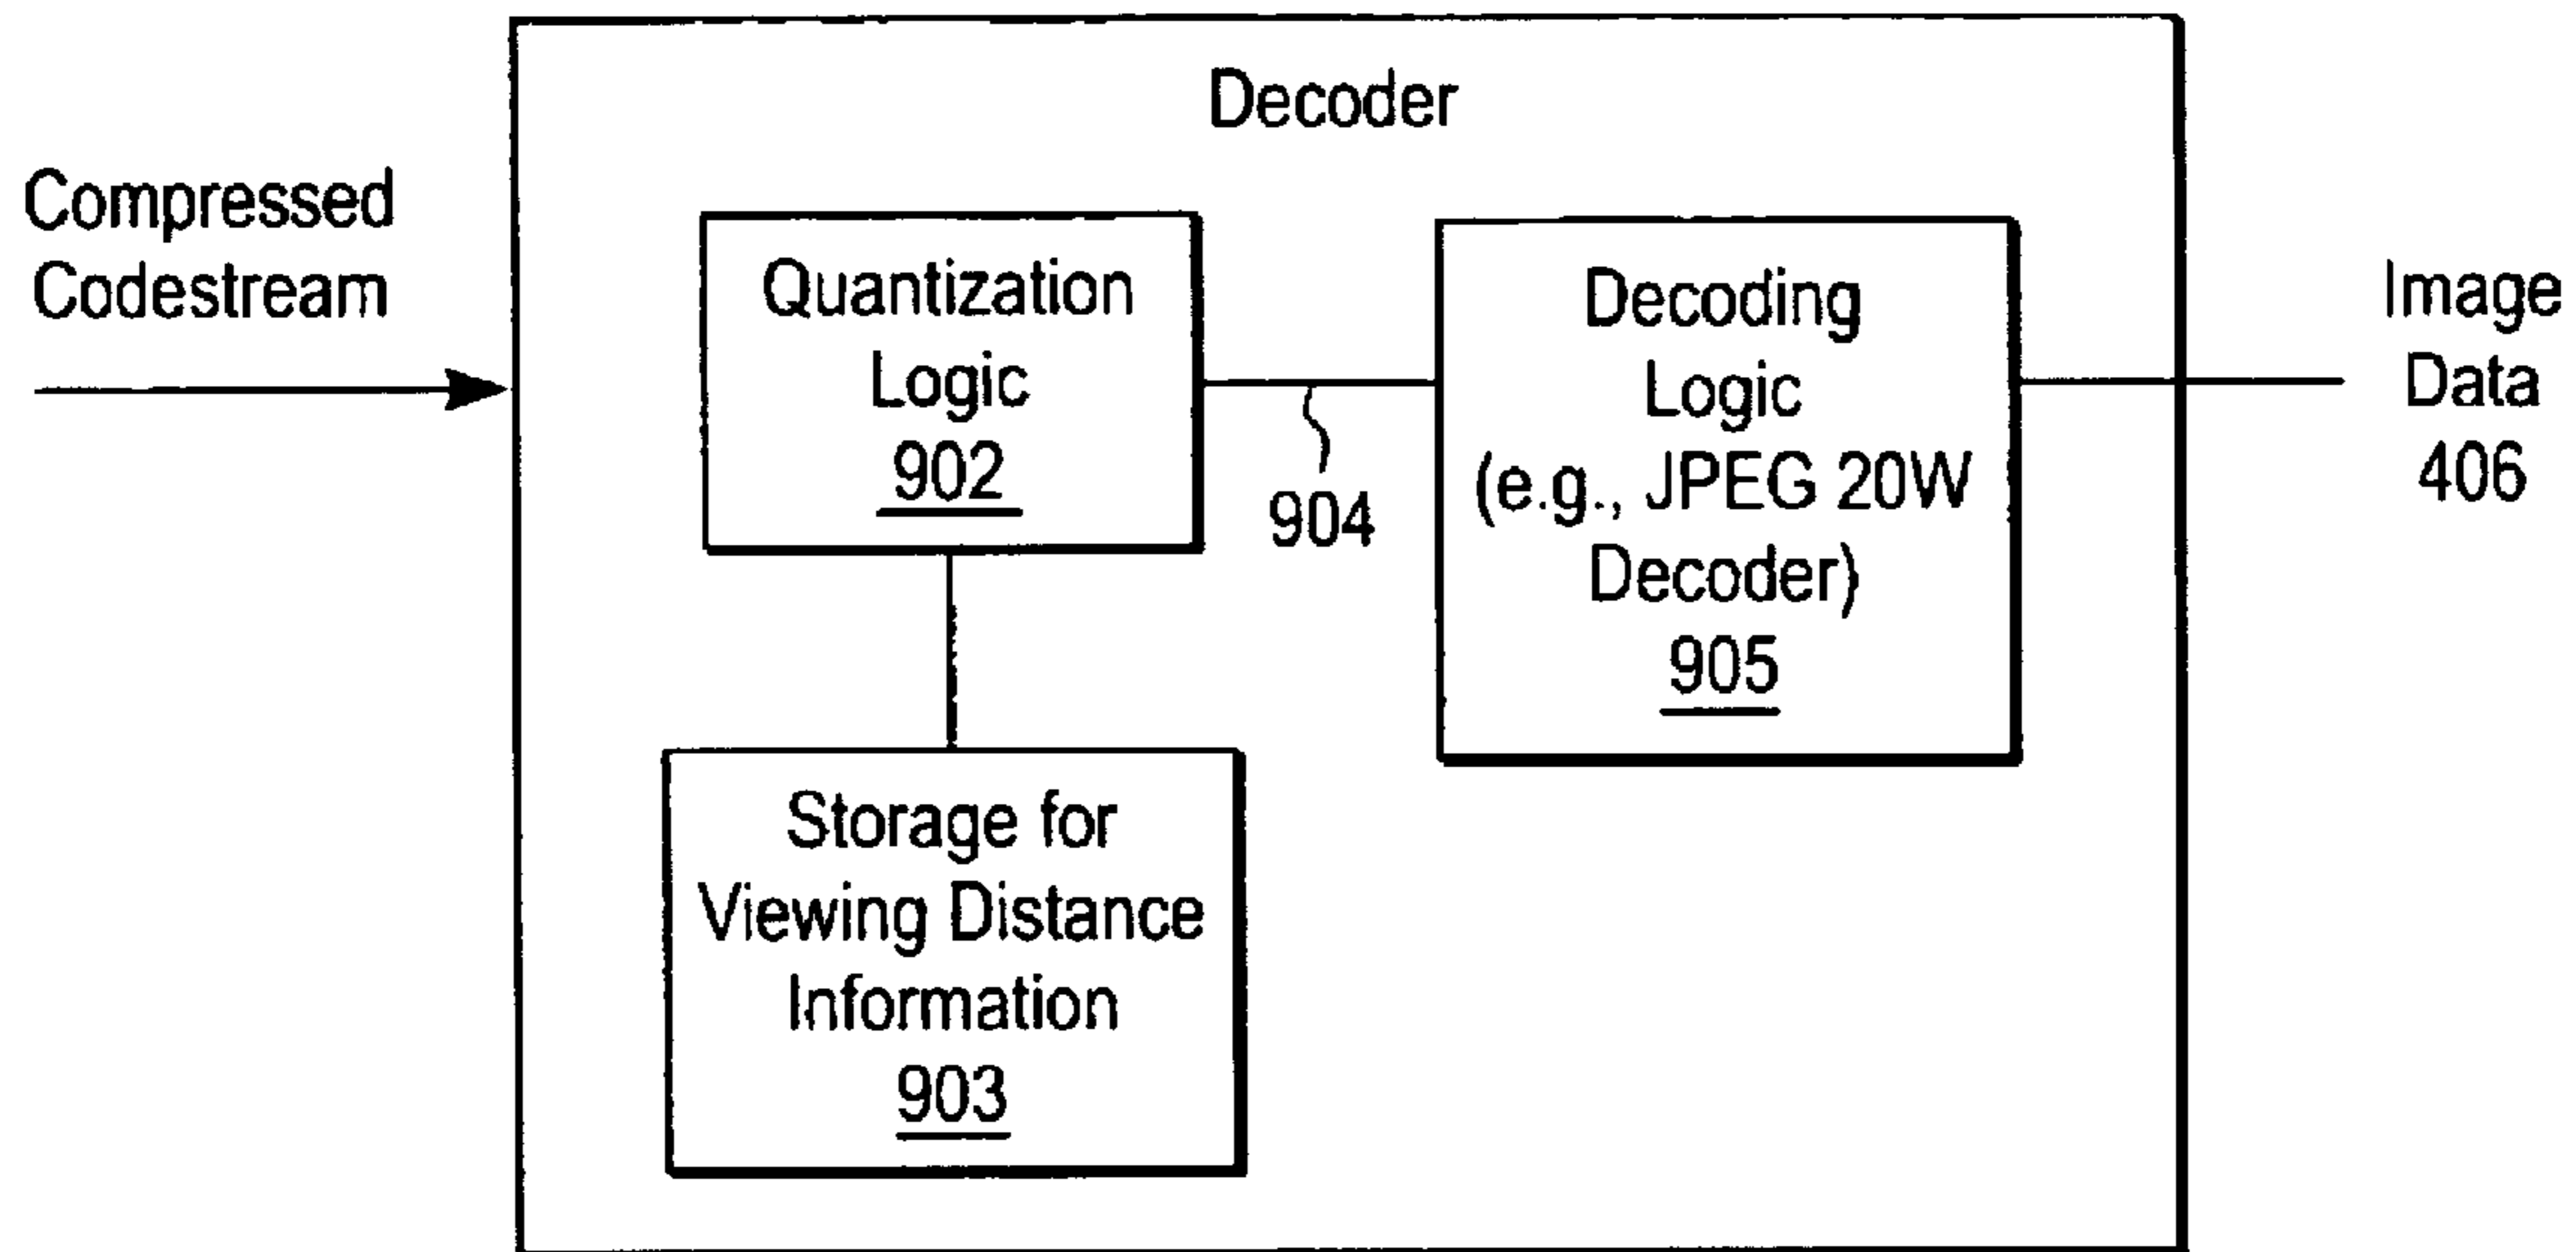 Decoder
Compressed
Codestream
Quantization
Logic
902
904
Decoding
Logic
(e.g., JPEG 20W
Decoder)
905
Image
Data
406
Storage for
Viewing Distance
Information
903